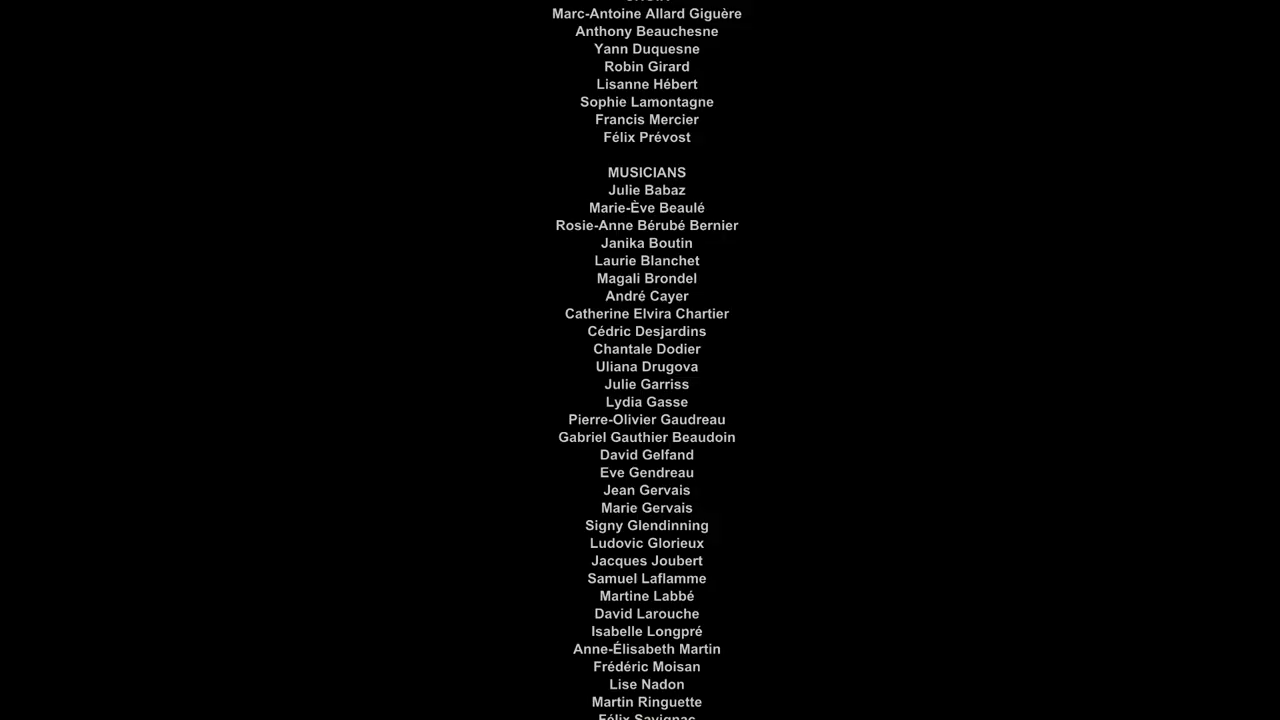 Marc-Antoine Allard Giguère
Anthony Beauchesne
Yann Duquesne
Robin Girard
Lisanne Hébert
Sophie Lamontagne
Francis Mercier
Félix Prévost
MUSICIANS
Julie Babaz
Marie-Ève Beaulé
Rosie-Anne Bérubé Bernier
Janika Boutin
Laurie Blanchet
Magali Brondel
André Cayer
Catherine Elvira Chartier
Cédric Desjardins
Chantale Dodier
Uliana Drugova
Julie Garriss
Lydia Gasse
Pierre-Olivier Gaudreau
Gabriel Gauthier Beaudoin
David Gelfand
Eve Gendreau
Jean Gervais
Marie Gervais
Signy Glendinning
Ludovic Glorieux
Jacques Joubert
Samuel Laflamme
Martine Labbé
David Larouche
Isabelle Longpré
Anne-Élisabeth Martin
Frédéric Moisan
Lise Nadon
Martin Ringuette
Félix Savignac